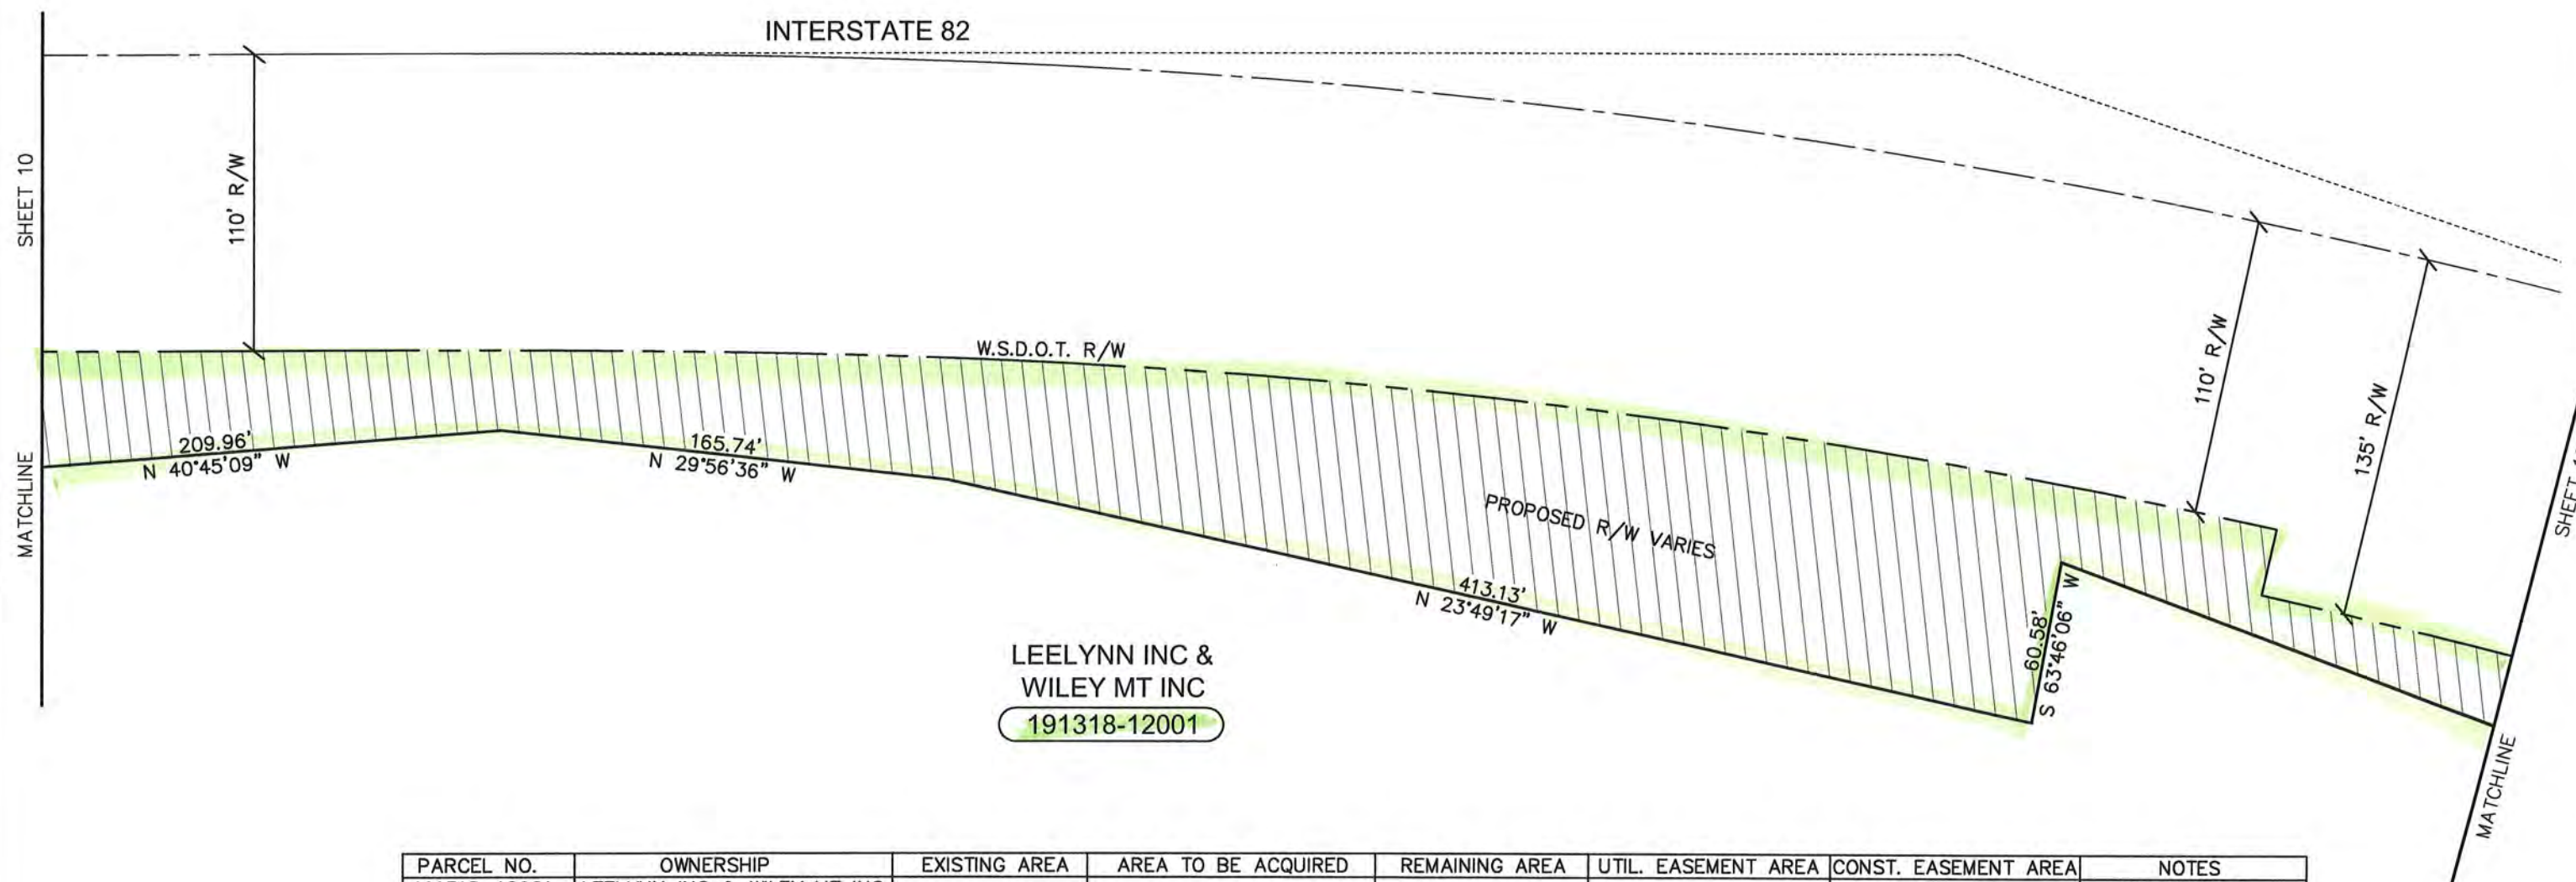 INTERSTATE 82
SHEET 10
110' R/W
W.S.D.O.T. R/W
110' R/W
135' R/W
SHEET
MATCHLINE
209.96'
N 40°45'09" W
165.74'
N 29°56'36" W
PROPOSED R/W VARIES
413.13'
N 23°49'17" W
60.58'
S 63°46'06" W
LEELYNN INC &
WILEY MT INC
191318-12001
MATCHLINE
PARCEL NO. OWNERSHIP EXISTING AREA AREA TO BE ACQUIRED REMAINING AREA UTIL. EASEMENT AREA CONST. EASEMENT AREA NOTES